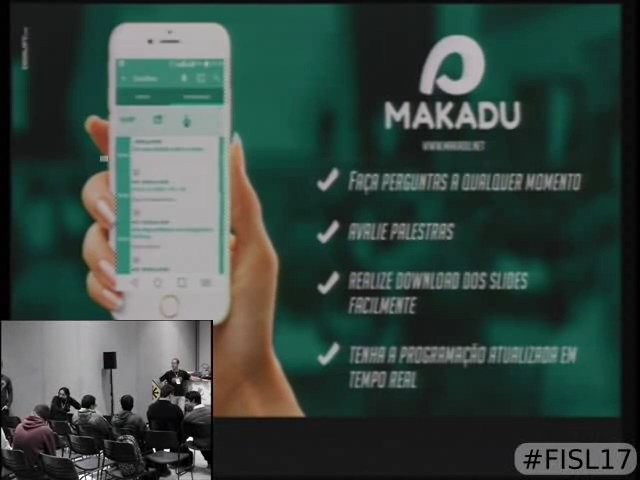 MAKADU
WWW.MAKADU.NET
FAÇA PERGUNTAS A QUALQUER MOMENTO
AVALIE PALESTRAS
REALIZE DOWNLOAD DOS SLIDES
FACILMENTE
TENHA A PROGRAMAÇÃO ATUALIZADA EM
TEMPO REAL
#FISL17